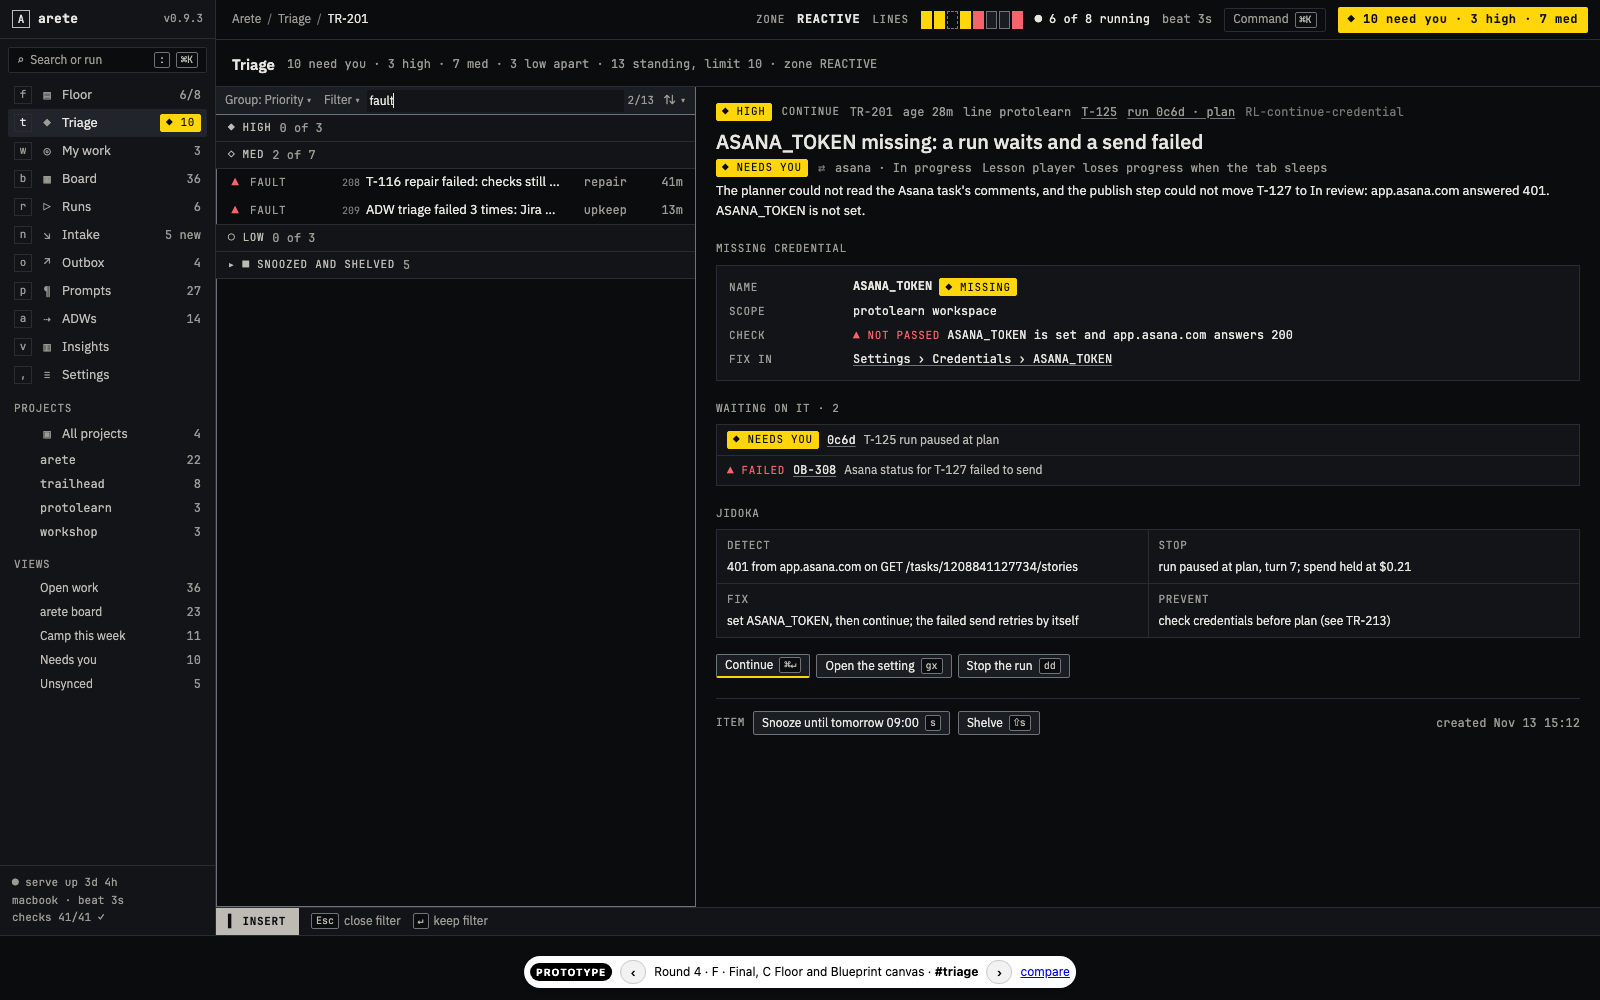 A arete v0.9.3
Arete / Triage / TR-201
ZONE REACTIVE LINES
6 of 8 running beat 3s
Command ⌘K
◆ 10 need you · 3 high · 7 med
Search or run : ⌘K
f Floor 6/8
t ◆ Triage ◆ 10
w ◎ My work 3
b Board 36
r ▷ Runs 6
n ↘ Intake 5 new
o ↗ Outbox 4
p ¶ Prompts 27
a → ADWs 14
v Insights
, ≡ Settings
PROJECTS
All projects 4
arete 22
trailhead 8
protolearn 3
workshop 3
VIEWS
Open work 36
arete board 23
Camp this week 11
Needs you 10
Unsynced 5
● serve up 3d 4h
macbook · beat 3s
checks 41/41 ✓
Triage 10 need you · 3 high · 7 med · 3 low apart · 13 standing, limit 10 · zone REACTIVE
Group: Priority ▾ Filter ▾ fault 2/13 ⇅ ▾
◆ HIGH 0 of 3
◇ MED 2 of 7
▲ FAULT 208 T-116 repair failed: checks still ... repair 41m
▲ FAULT 209 ADW triage failed 3 times: Jira ... upkeep 13m
○ LOW 0 of 3
▸ ■ SNOOZED AND SHELVED 5
◆ HIGH CONTINUE TR-201 age 28m line protolearn T-125 run 0c6d · plan RL-continue-credential
ASANA_TOKEN missing: a run waits and a send failed
◆ NEEDS YOU ⇄ asana · In progress Lesson player loses progress when the tab sleeps
The planner could not read the Asana task's comments, and the publish step could not move T-127 to In review: app.asana.com answered 401.
ASANA_TOKEN is not set.
MISSING CREDENTIAL
NAME ASANA_TOKEN ◆ MISSING
SCOPE protolearn workspace
CHECK ▲ NOT PASSED ASANA_TOKEN is set and app.asana.com answers 200
FIX IN Settings › Credentials › ASANA_TOKEN
WAITING ON IT · 2
◆ NEEDS YOU 0c6d T-125 run paused at plan
▲ FAILED OB-308 Asana status for T-127 failed to send
JIDOKA
DETECT
401 from app.asana.com on GET /tasks/1208841127734/stories
STOP
run paused at plan, turn 7; spend held at $0.21
FIX
set ASANA_TOKEN, then continue; the failed send retries by itself
PREVENT
check credentials before plan (see TR-213)
Continue ⌘↵ Open the setting gx Stop the run dd
ITEM Snooze until tomorrow 09:00 s Shelve ⇧s created Nov 13 15:12
INSERT Esc close filter ↵ keep filter
PROTOTYPE ‹ Round 4 · F · Final, C Floor and Blueprint canvas · #triage › compare